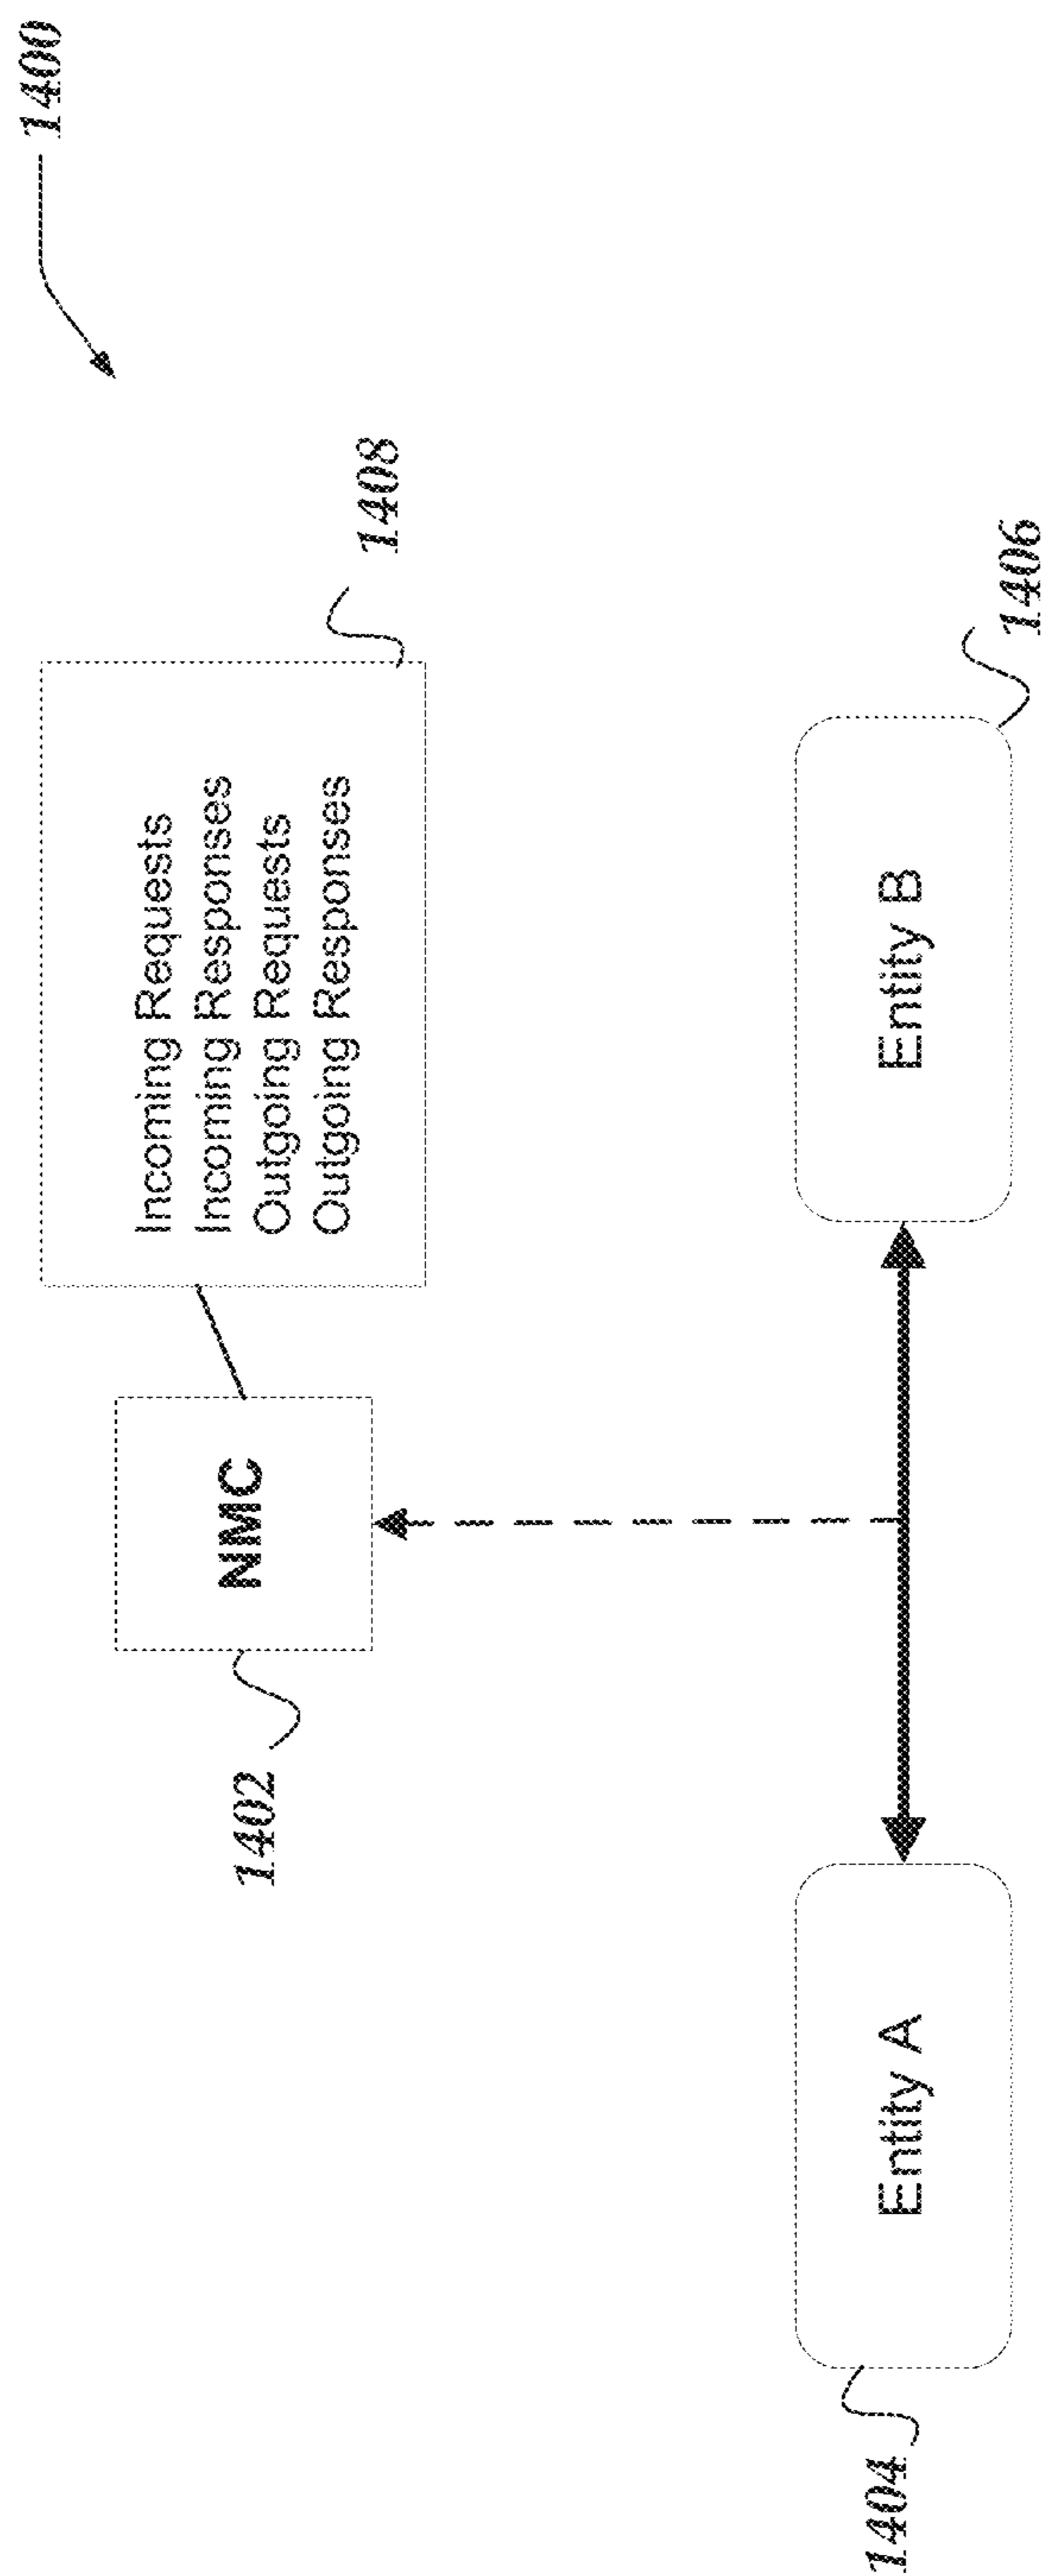 1400
1408
Incoming Requests
Incoming Responses
Outgoing Requests
Outgoing Responses
NMC
1402
1406
Entity A
Entity B
1404